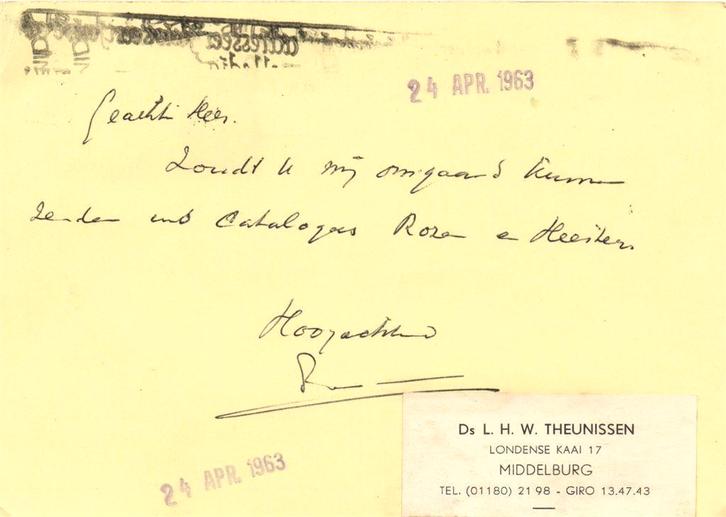 24 APR. 1963
Geachte Heer.
Zoudt U mij omgaand kunnen
zenden Catalogus Rozen en Heesters
Hoogachtend
Ds L. H. W. THEUNISSEN
LONDENSE KAAI 17
MIDDELBURG
TEL. (01180) 21 98 - GIRO 13.47.43
24 APR. 1963